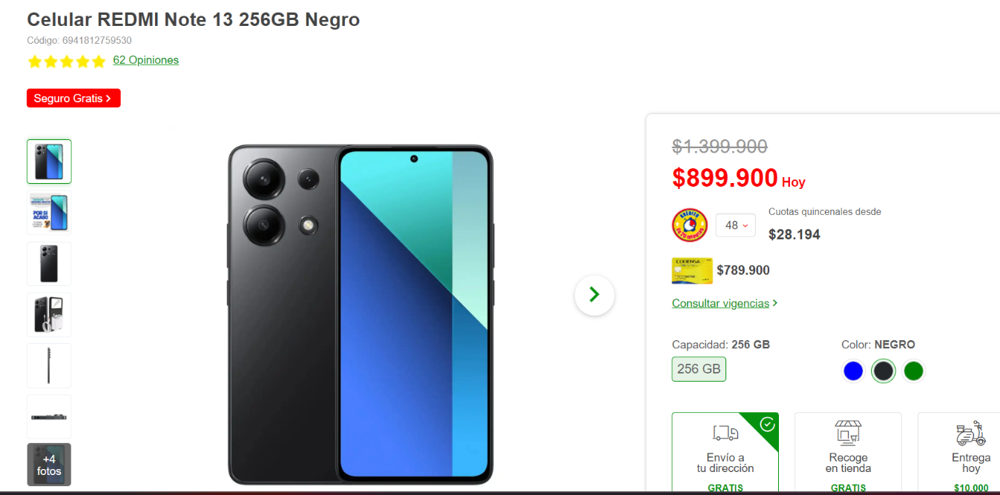 Celular REDMI Note 13 256GB Negro
Código: 6941812759530
62 Opiniones
Seguro Gratis
POR SI
ACASO
+4
fotos
$1.399.900
$899.900 Hoy
48
Cuotas quincenales desde
$28.194
CODENSA
$789.900
Consultar vigencias
Capacidad: 256 GB
Color: NEGRO
256 GB
Envío a
tu dirección
GRATIS
Recoge
en tienda
GRATIS
Entrega
hoy
$10.000